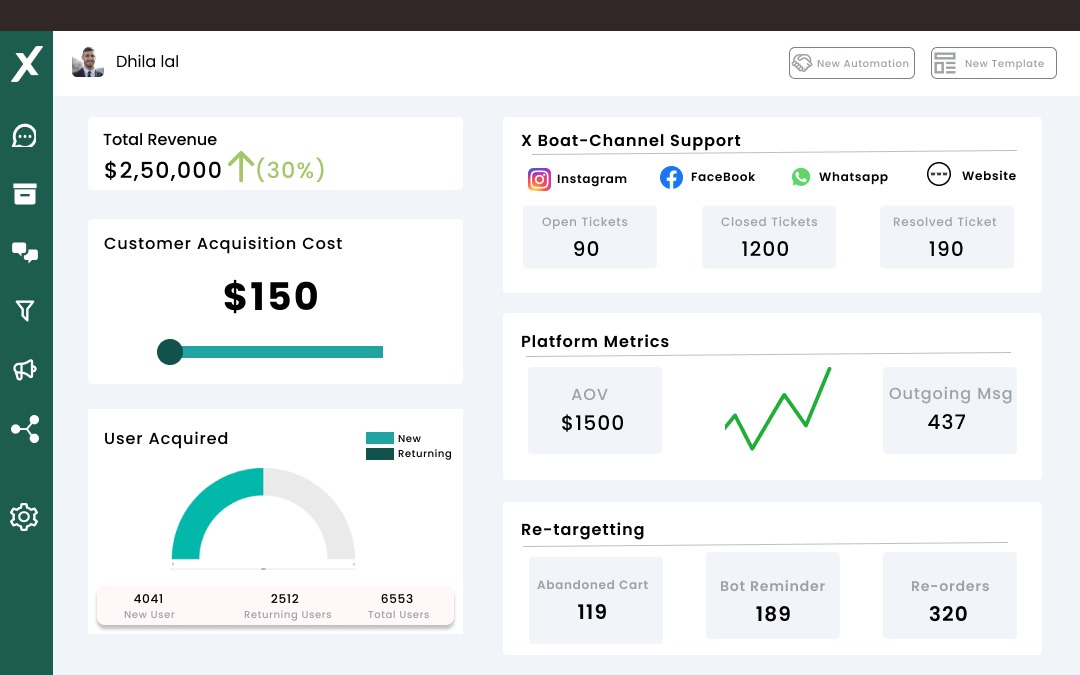 X
Dhila lal
New Automation
New Template
Total Revenue
$2,50,000 (30%)
Customer Acquisition Cost
$150
User Acquired
New
Returning
4041 2512 6553
New User Returning Users Total Users
X Boat-Channel Support
Instagram FaceBook Whatsapp Website
Open Tickets Closed Tickets Resolved Ticket
90 1200 190
Platform Metrics
AOV Outgoing Msg
$1500 437
Re-targetting
Abandoned Cart Bot Reminder Re-orders
119 189 320